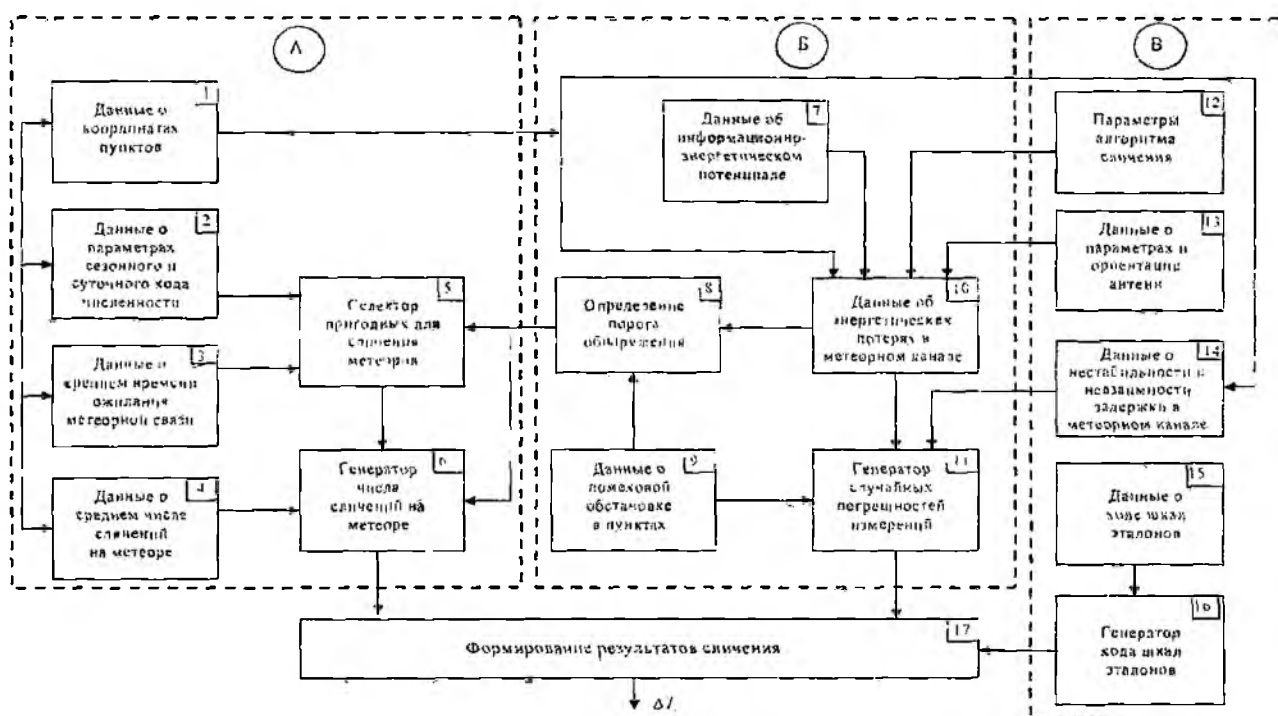 А
Б
В
1
Данные о
координатах
пунктов
2
Данные о
параметрах
сезонного и
суточного хода
численности
3
Данные о
среднем времени
ожидания
метеорной связи
4
Данные о
среднем числе
сличений
на метеоре
5
Селектор
пригодных для
сличения
метеоров
6
Генератор
числа
сличений на
метеоре
7
Данные об
информационно-
энергетическом
потенциале
8
Определение
порога
обнаружения
9
Данные о
помеховой
обстановке
в пунктах
10
Данные об
энергетических
потерях в
метеорном канале
11
Генератор
случайных
погрешностей
измерений
12
Параметры
алгоритма
сличения
13
Данные о
параметрах и
ориентации
антенн
14
Данные о
нестабильности и
невзаимности
задержки в
метеорном канале
15
Данные о
ходе шкал
эталонов
16
Генератор
хода шкал
эталонов
17
Формирование результатов сличения